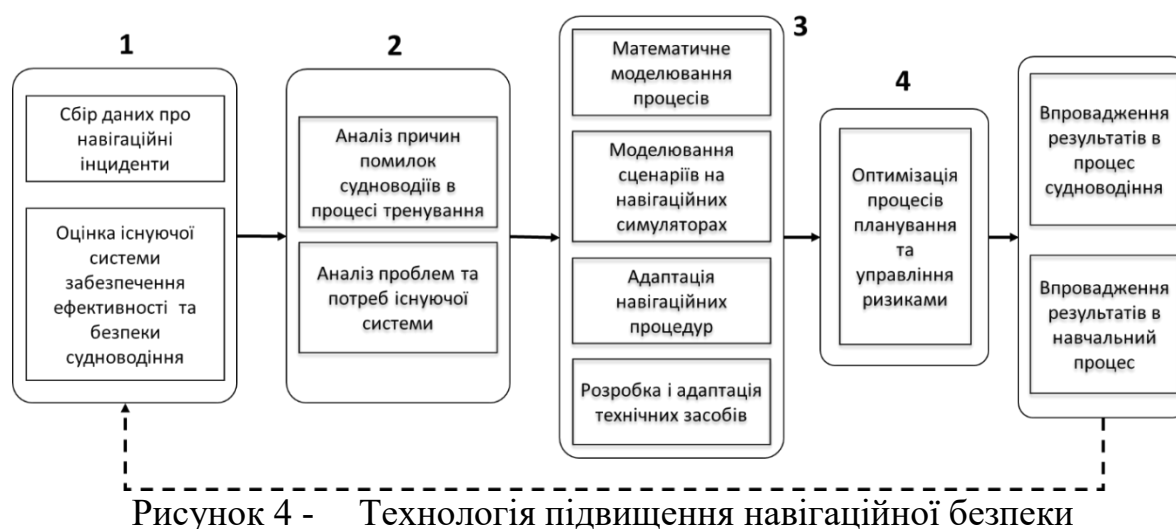 1
Сбір даних про
навігаційні
інциденти
Оцінка існуючої
системи
забезпечення
ефективності та
безпеки
судноводіння
2
Аналіз причин
помилок
судноводіїв в
процесі тренування
Аналіз проблем та
потреб існуючої
системи
3
Математичне
моделювання
процесів
Моделювання
сценаріїв на
навігаційних
симуляторах
Адаптація
навігаційних
процедур
Розробка і адаптація
технічних засобів
4
Оптимізація
процесів
планування
та
управління
ризиками
Впровадження
результатів в
процес
судноводіння
Впровадження
результатів в
навчальний
процес
Рисунок 4 - Технологія підвищення навігаційної безпеки